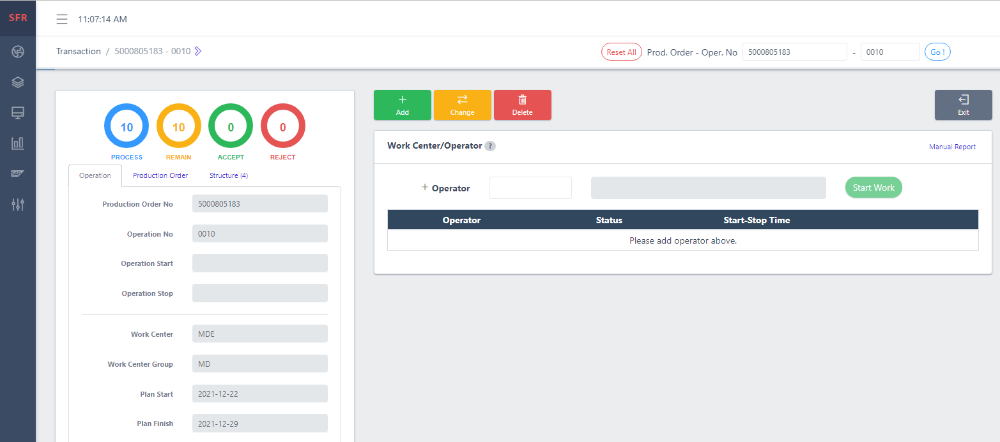 SFR
11:07:14 AM
Transaction / 5000805183 - 0010
Reset All Prod. Order - Oper. No 5000805183 - 0010 Go !
10 10 0 0
PROCESS REMAIN ACCEPT REJECT
Operation Production Order Structure (4)
Production Order No 5000805183
Operation No 0010
Operation Start
Operation Stop
Work Center MDE
Work Center Group MD
Plan Start 2021-12-22
Plan Finish 2021-12-29
Add Change Delete Exit
Work Center/Operator ? Manual Report
+ Operator Start Work
Operator Status Start-Stop Time
Please add operator above.
SAP